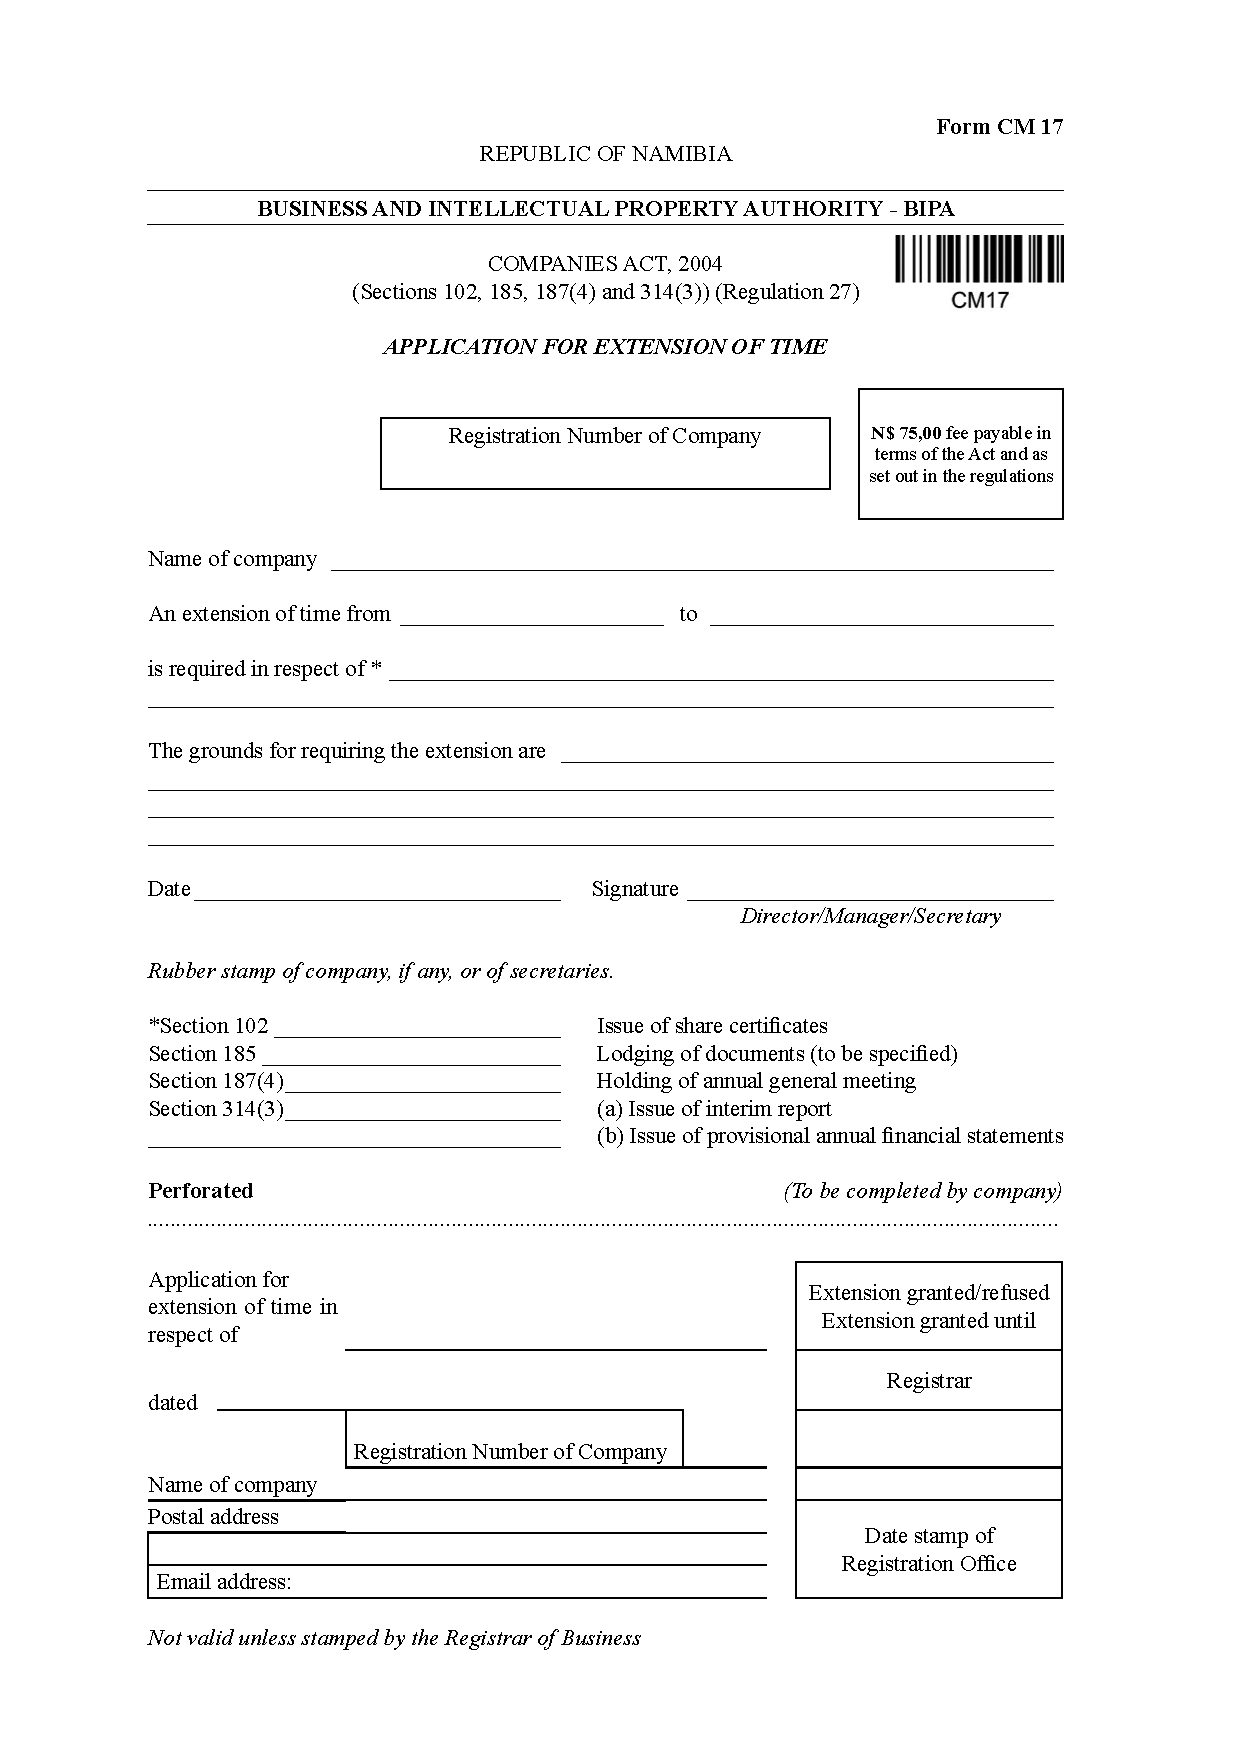 Form CM 17
REPUBLIC OF NAMIBIA
BUSINESS AND INTELLECTUAL PROPERTY AUTHORITY - BIPA
COMPANIES ACT, 2004
(Sections 102, 185, 187(4) and 314(3)) (Regulation 27)
CM17
APPLICATION FOR EXTENSION OF TIME
Registration Number of Company
N$ 75,00 fee payable in
terms of the Act and as
set out in the regulations
Name of company
An extension of time from to
is required in respect of *
The grounds for requiring the extension are
Date Signature
Director/Manager/Secretary
Rubber stamp of company, if any, or of secretaries.
*Section 102 Issue of share certificates
Section 185 Lodging of documents (to be specified)
Section 187(4) Holding of annual general meeting
Section 314(3) (a) Issue of interim report
(b) Issue of provisional annual financial statements
Perforated (To be completed by company)
Application for
extension of time in
respect of
Extension granted/refused
Extension granted until
Registrar
dated
Registration Number of Company
Name of company
Postal address
Date stamp of
Registration Office
Email address:
Not valid unless stamped by the Registrar of Business